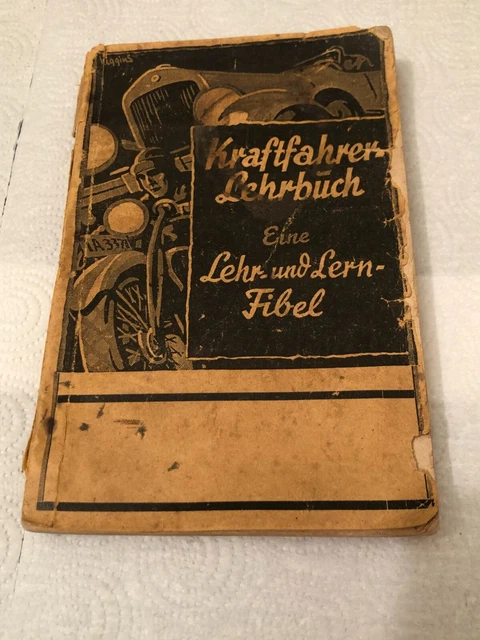 Kraftfahrer-
Lehrbuch
Eine
Lehr- und Lern-
Fibel